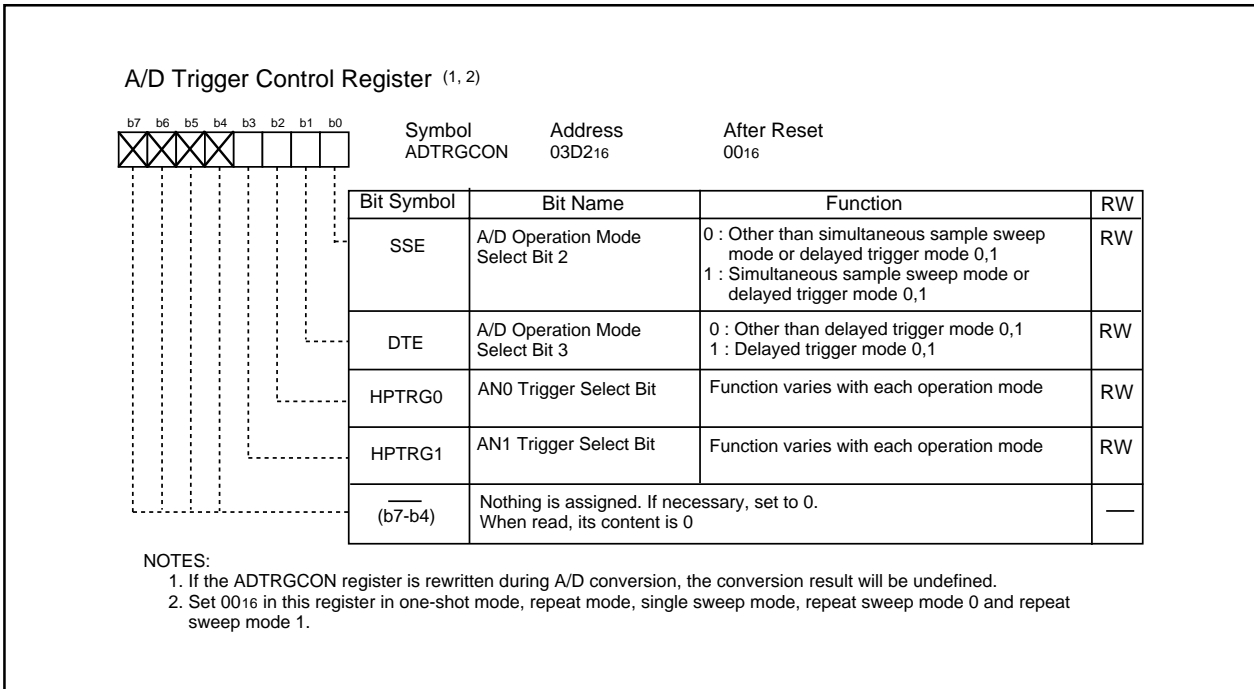 A/D Trigger Control Register (1, 2)
b7 b6 b5 b4 b3 b2 b1 b0
Symbol Address After Reset
ADTRGCON 03D216 0016
Bit Symbol Bit Name Function RW
SSE
A/D Operation Mode
Select Bit 2
0 : Other than simultaneous sample sweep
mode or delayed trigger mode 0,1
1 : Simultaneous sample sweep mode or
delayed trigger mode 0,1
RW
DTE
A/D Operation Mode
Select Bit 3
0 : Other than delayed trigger mode 0,1
1 : Delayed trigger mode 0,1
RW
HPTRG0
AN0 Trigger Select Bit
Function varies with each operation mode
RW
HPTRG1
AN1 Trigger Select Bit
Function varies with each operation mode
RW
(b7-b4)
Nothing is assigned. If necessary, set to 0.
When read, its content is 0
NOTES:
1. If the ADTRGCON register is rewritten during A/D conversion, the conversion result will be undefined.
2. Set 0016 in this register in one-shot mode, repeat mode, single sweep mode, repeat sweep mode 0 and repeat
sweep mode 1.